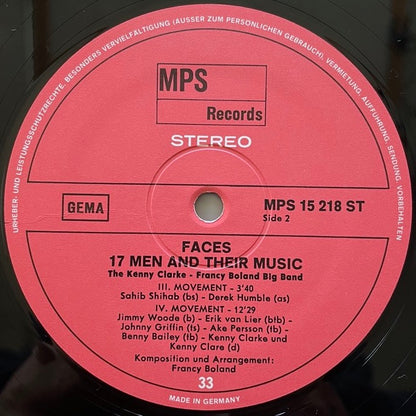 URHEBER- UND LEISTUNGSSCHUTZRECHTE, BESONDERS VERVIELFÄLTIGUNG (AUSSER ZUM PERSÖNLICHEN GEBRAUCH), VERMIETUNG, AUFFÜHRUNG, SENDUNG, VORBEHALTEN!
MPS
Records
STEREO
GEMA
MPS 15 218 ST
Side 2
FACES
17 MEN AND THEIR MUSIC
The Kenny Clarke - Francy Boland Big Band
III. MOVEMENT - 3'40
Sahib Shihab (bs) - Derek Humble (as)
IV. MOVEMENT - 12'29
Jimmy Woode (b) - Erik van Lier (btb) -
Johnny Griffin (ts) - Ake Persson (tb) -
Benny Bailey (tb) - Kenny Clarke und
Kenny Clare (d)
Komposition und Arrangement:
Francy Boland
33
MADE IN GERMANY